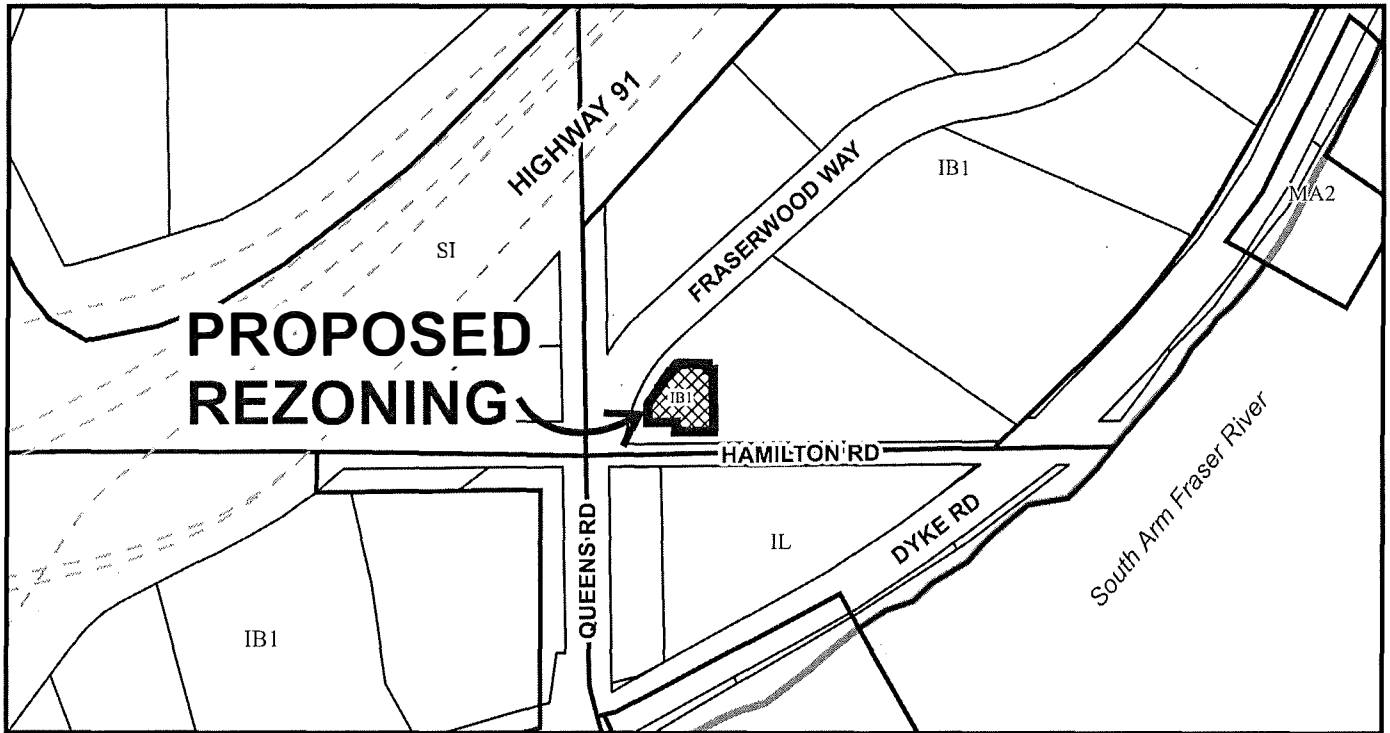 HIGHWAY 91
FRASERWOOD WAY
IB1
MA2
SI
PROPOSED
REZONING
IB1
HAMILTON RD
QUEENS RD
IL
DYKE RD
South Arm Fraser River
IB1